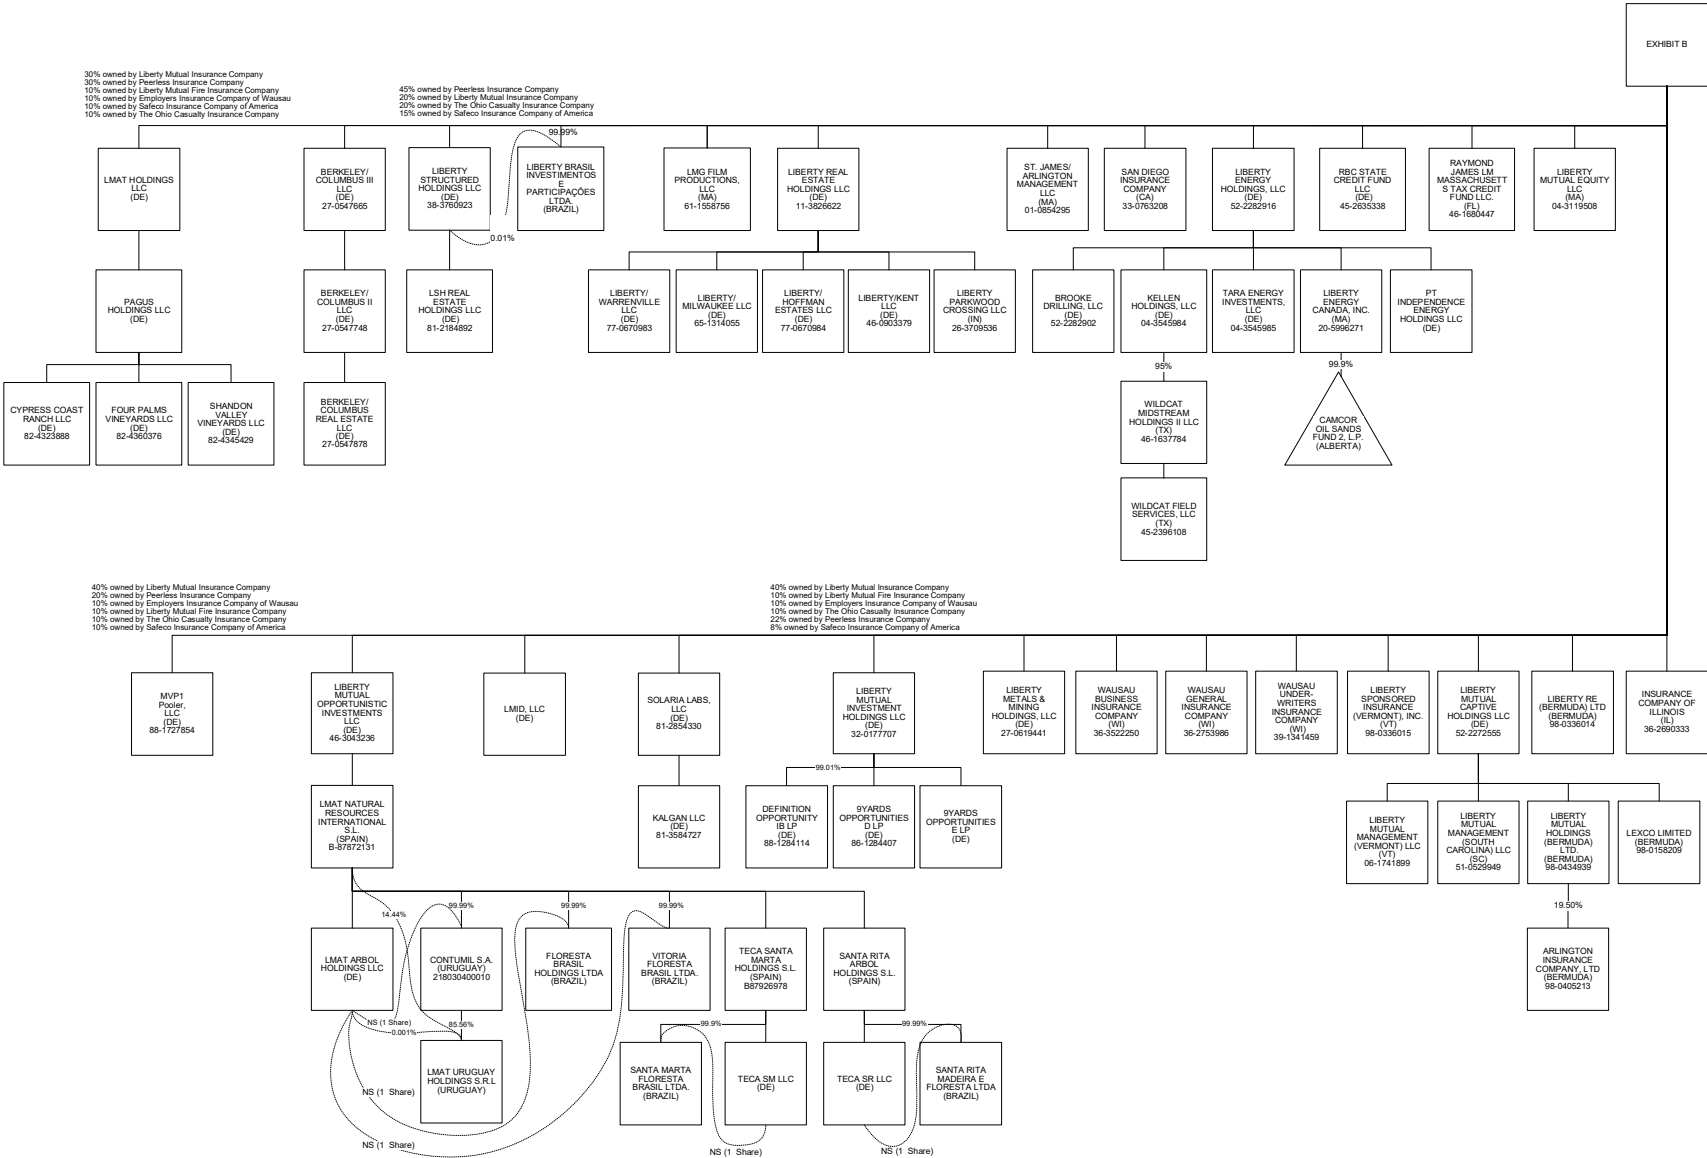 EXHIBIT B
30% owned by Liberty Mutual Insurance Company
30% owned by Peerless Insurance Company
10% owned by Liberty Mutual Fire Insurance Company
10% owned by Employers Insurance Company of Wausau
10% owned by Safeco Insurance Company of America
10% owned by The Ohio Casualty Insurance Company
45% owned by Peerless Insurance Company
20% owned by Liberty Mutual Insurance Company
20% owned by The Ohio Casualty Insurance Company
15% owned by Safeco Insurance Company of America
99.99%
LMAT HOLDINGS
LLC
(DE)
BERKELEY/
COLUMBUS III
LLC
(DE)
27-0547665
LIBERTY
STRUCTURED
HOLDINGS LLC
(DE)
38-3760923
LIBERTY BRASIL
INVESTIMENTOS
E
PARTICIPAÇÕES
LTDA.
(BRAZIL)
LMG FILM
PRODUCTIONS,
LLC
(MA)
61-1558756
LIBERTY REAL
ESTATE
HOLDINGS LLC
(DE)
11-3826622
ST. JAMES/
ARLINGTON
MANAGEMENT
LLC
(MA)
01-0854295
SAN DIEGO
INSURANCE
COMPANY
(CA)
33-0763208
LIBERTY
ENERGY
HOLDINGS, LLC
(DE)
52-2282916
RBC STATE
CREDIT FUND
LLC
(DE)
45-2635338
RAYMOND
JAMES LM
MASSACHUSETT
S TAX CREDIT
FUND LLC.
(FL)
46-1680447
LIBERTY
MUTUAL EQUITY
LLC
(MA)
04-3119508
0.01%
PAGUS
HOLDINGS LLC
(DE)
BERKELEY/
COLUMBUS II
LLC
(DE)
27-0547748
LSH REAL
ESTATE
HOLDINGS LLC
(DE)
81-2184892
LIBERTY/
WARRENVILLE
LLC
(DE)
77-0670983
LIBERTY/
MILWAUKEE LLC
(DE)
65-1314055
LIBERTY/
HOFFMAN
ESTATES LLC
(DE)
77-0670984
LIBERTY/KENT
LLC
(DE)
46-0903379
LIBERTY
PARKWOOD
CROSSING LLC
(IN)
26-3709536
BROOKE
DRILLING, LLC
(DE)
52-2282902
KELLEN
HOLDINGS, LLC
(DE)
04-3545984
TARA ENERGY
INVESTMENTS,
LLC
(DE)
04-3545985
LIBERTY
ENERGY
CANADA, INC.
(MA)
20-5996271
PT
INDEPENDENCE
ENERGY
HOLDINGS LLC
(DE)
95%
99.9%
CYPRESS COAST
RANCH LLC
(DE)
82-4323888
FOUR PALMS
VINEYARDS LLC
(DE)
82-4360376
SHANDON
VALLEY
VINEYARDS LLC
(DE)
82-4345429
BERKELEY/
COLUMBUS
REAL ESTATE
LLC
(DE)
27-0547878
WILDCAT
MIDSTREAM
HOLDINGS II LLC
(TX)
46-1637784
CAMCOR
OIL SANDS
FUND 2, L.P.
(ALBERTA)
WILDCAT FIELD
SERVICES, LLC
(TX)
45-2396108
40% owned by Liberty Mutual Insurance Company
20% owned by Peerless Insurance Company
10% owned by Employers Insurance Company of Wausau
10% owned by Liberty Mutual Fire Insurance Company
10% owned by The Ohio Casualty Insurance Company
10% owned by Safeco Insurance Company of America
40% owned by Liberty Mutual Insurance Company
10% owned by Liberty Mutual Fire Insurance Company
10% owned by Employers Insurance Company of Wausau
10% owned by The Ohio Casualty Insurance Company
22% owned by Peerless Insurance Company
8% owned by Safeco Insurance Company of America
MVP1
Pooler,
LLC
(DE)
88-1727854
LIBERTY
MUTUAL
OPPORTUNISTIC
INVESTMENTS
LLC
(DE)
46-3043236
LMID, LLC
(DE)
SOLARIA LABS,
LLC
(DE)
81-2854330
LIBERTY
MUTUAL
INVESTMENT
HOLDINGS LLC
(DE)
32-0177707
LIBERTY
METALS &
MINING
HOLDINGS, LLC
(DE)
27-0619441
WAUSAU
BUSINESS
INSURANCE
COMPANY
(WI)
36-3522250
WAUSAU
GENERAL
INSURANCE
COMPANY
(WI)
36-2753986
WAUSAU
UNDER-
WRITERS
INSURANCE
COMPANY
(WI)
39-1341459
LIBERTY
SPONSORED
INSURANCE
(VERMONT), INC.
(VT)
98-0336015
LIBERTY
MUTUAL
CAPTIVE
HOLDINGS LLC
(DE)
52-2272555
LIBERTY RE
(BERMUDA) LTD
(BERMUDA)
98-0336014
INSURANCE
COMPANY OF
ILLINOIS
(IL)
36-2690333
99.01%
LMAT NATURAL
RESOURCES
INTERNATIONAL
S.L.
(SPAIN)
B-87872131
KALGAN LLC
(DE)
81-3584727
DEFINITION
OPPORTUNITY
IB LP
(DE)
88-1284114
9YARDS
OPPORTUNITIES
D LP
(DE)
86-1284407
9YARDS
OPPORTUNITIES
E LP
(DE)
LIBERTY
MUTUAL
MANAGEMENT
(VERMONT) LLC
(VT)
06-1741899
LIBERTY
MUTUAL
MANAGEMENT
(SOUTH
CAROLINA) LLC
(SC)
51-0529949
LIBERTY
MUTUAL
HOLDINGS
(BERMUDA)
LTD.
(BERMUDA)
98-0434939
LEXCO LIMITED
(BERMUDA)
98-0158209
14.44%
99.99%
99.99%
99.99%
19.50%
LMAT ARBOL
HOLDINGS LLC
(DE)
CONTUMIL S.A.
(URUGUAY)
218030400010
FLORESTA
BRASIL
HOLDINGS LTDA
(BRAZIL)
VITORIA
FLORESTA
BRASIL LTDA.
(BRAZIL)
TECA SANTA
MARTA
HOLDINGS S.L.
(SPAIN)
B87926978
SANTA RITA
ARBOL
HOLDINGS S.L.
(SPAIN)
ARLINGTON
INSURANCE
COMPANY, LTD
(BERMUDA)
98-0405213
NS (1 Share)
0.001%
85.56%
99.9%
99.99%
LMAT URUGUAY
HOLDINGS S.R.L
(URUGUAY)
SANTA MARTA
FLORESTA
BRASIL LTDA.
(BRAZIL)
TECA SM LLC
(DE)
TECA SR LLC
(DE)
SANTA RITA
MADEIRA E
FLORESTA LTDA
(BRAZIL)
NS (1 Share)
NS (1 Share)
NS (1 Share)
NS (1 Share)